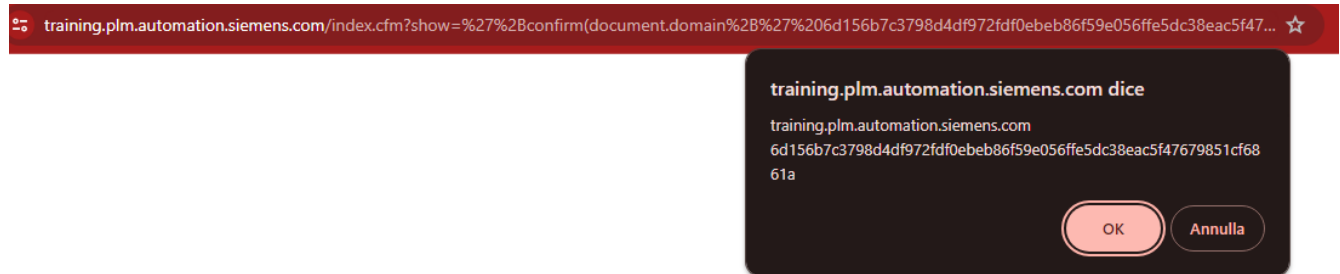 training.plm.automation.siemens.com/index.cfm?show=%27%2Bconfirm(document.domain%2B%27%206d156b7c3798d4df972fdf0ebeb86f59e056ffe5dc38eac5f47...
training.plm.automation.siemens.com dice
training.plm.automation.siemens.com
6d156b7c3798d4df972fdf0ebeb86f59e056ffe5dc38eac5f47679851cf68
61a
OK
Annulla